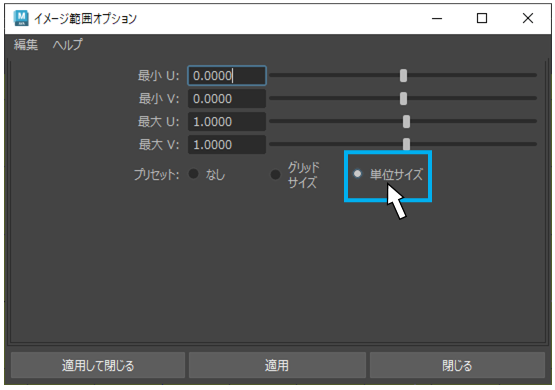 イメージ範囲オプション
編集 ヘルプ
最小 U: 0.0000
最小 V: 0.0000
最大 U: 1.0000
最大 V: 1.0000
プリセット: なし グリッド
サイズ 単位サイズ
適用して閉じる 適用 閉じる